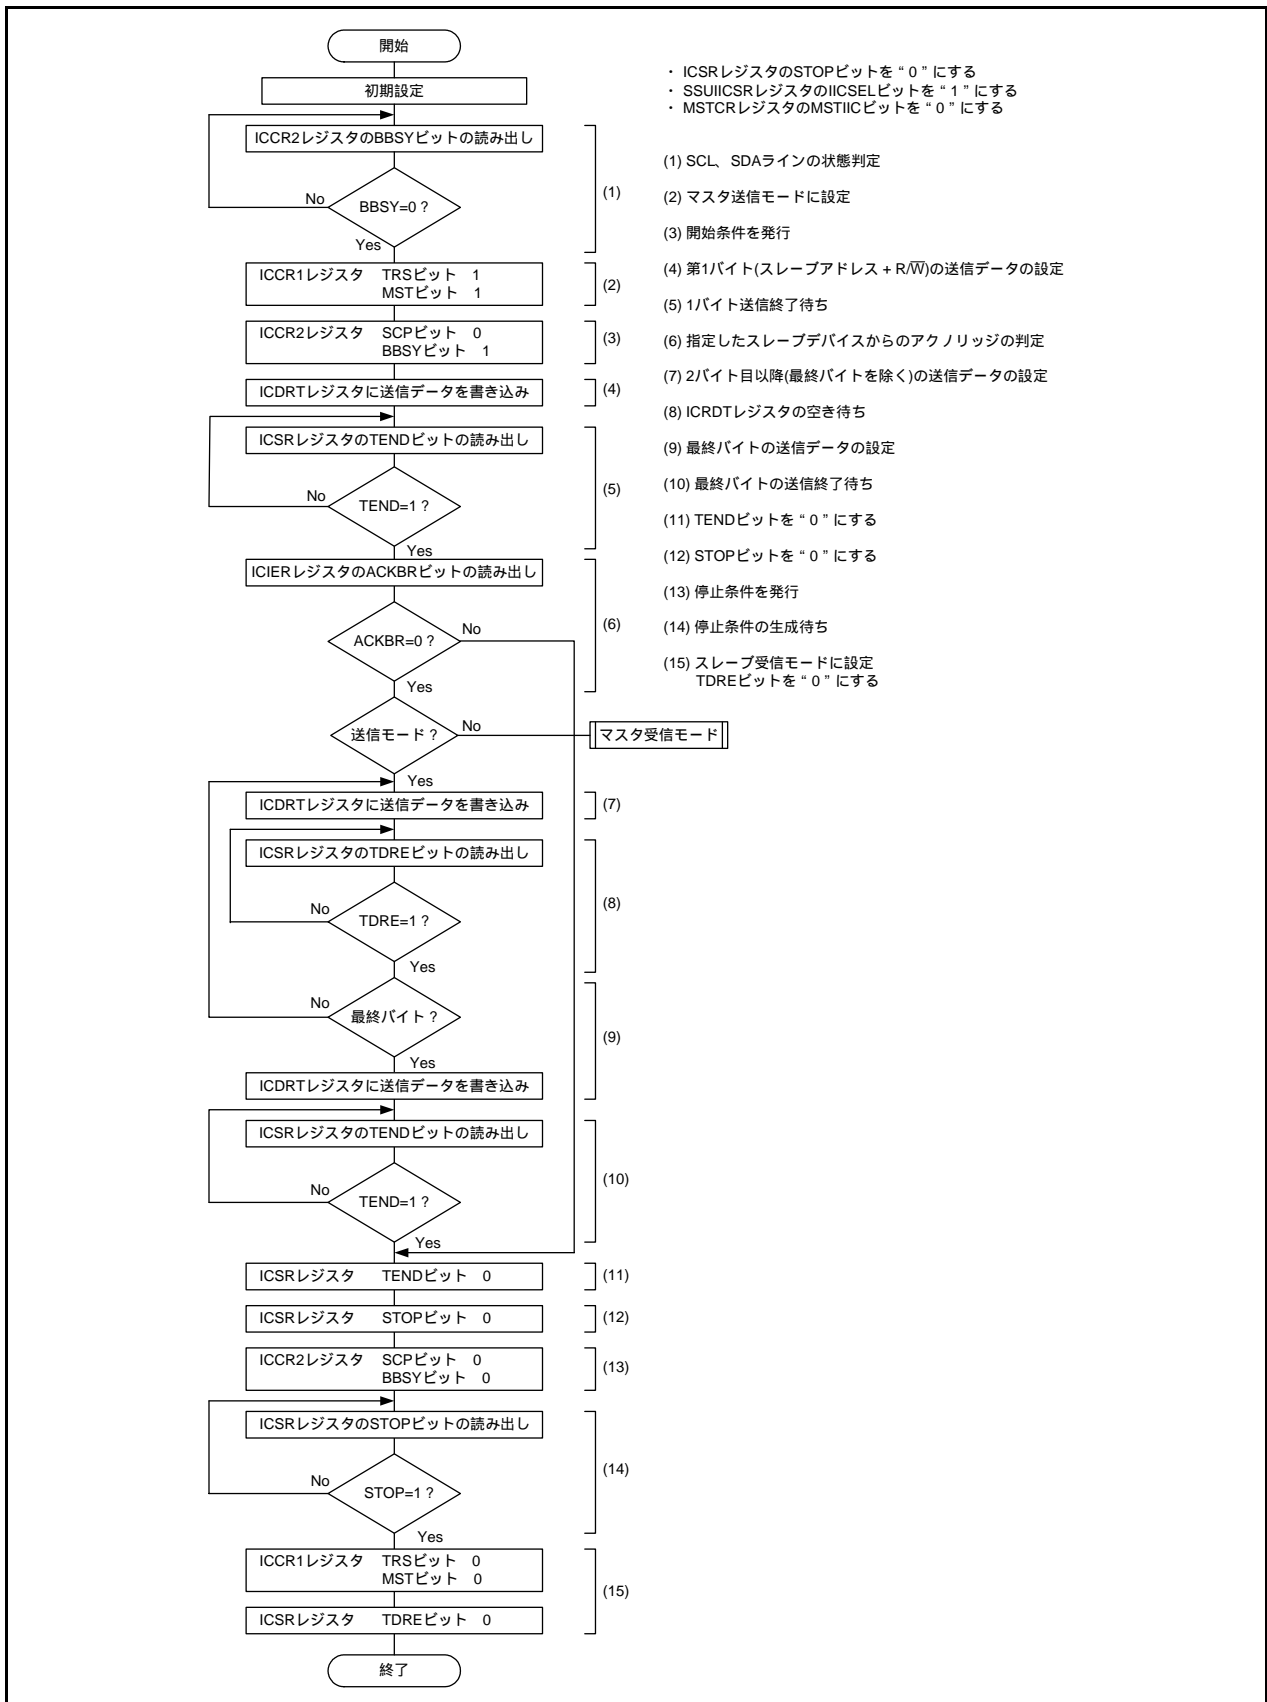 開始
初期設定
ICCR2レジスタのBBSYビットの読み出し
BBSY=0 ?
No
Yes
(1)
ICCR1レジスタ TRSビット 1
MSTビット 1
(2)
ICCR2レジスタ SCPビット 0
BBSYビット 1
(3)
ICDRTレジスタに送信データを書き込み
(4)
ICSRレジスタのTENDビットの読み出し
TEND=1 ?
No
Yes
(5)
ICIERレジスタのACKBRビットの読み出し
ACKBR=0 ?
No
Yes
(6)
送信モード ?
No
マスタ受信モード
Yes
ICDRTレジスタに送信データを書き込み
(7)
ICSRレジスタのTDREビットの読み出し
TDRE=1 ?
No
Yes
(8)
最終バイト ?
No
Yes
ICDRTレジスタに送信データを書き込み
(9)
ICSRレジスタのTENDビットの読み出し
TEND=1 ?
No
Yes
(10)
ICSRレジスタ TENDビット 0
(11)
ICSRレジスタ STOPビット 0
(12)
ICCR2レジスタ SCPビット 0
BBSYビット 0
(13)
ICSRレジスタのSTOPビットの読み出し
STOP=1 ?
No
Yes
(14)
ICCR1レジスタ TRSビット 0
MSTビット 0
ICSRレジスタ TDREビット 0
(15)
終了
・ ICSRレジスタのSTOPビットを“ 0 ” にする
・ SSUIICSRレジスタのIICSELビットを“ 1 ” にする
・ MSTCRレジスタのMSTIICビットを“ 0 ” にする
(1) SCL、SDAラインの状態判定
(2) マスタ送信モードに設定
(3) 開始条件を発行
(4) 第1バイト(スレーブアドレス + R/W̅)の送信データの設定
(5) 1バイト送信終了待ち
(6) 指定したスレーブデバイスからのアクノリッジの判定
(7) 2バイト目以降(最終バイトを除く)の送信データの設定
(8) ICRDTレジスタの空き待ち
(9) 最終バイトの送信データの設定
(10) 最終バイトの送信終了待ち
(11) TENDビットを“ 0 ” にする
(12) STOPビットを“ 0 ” にする
(13) 停止条件を発行
(14) 停止条件の生成待ち
(15) スレーブ受信モードに設定
TDREビットを“ 0 ” にする